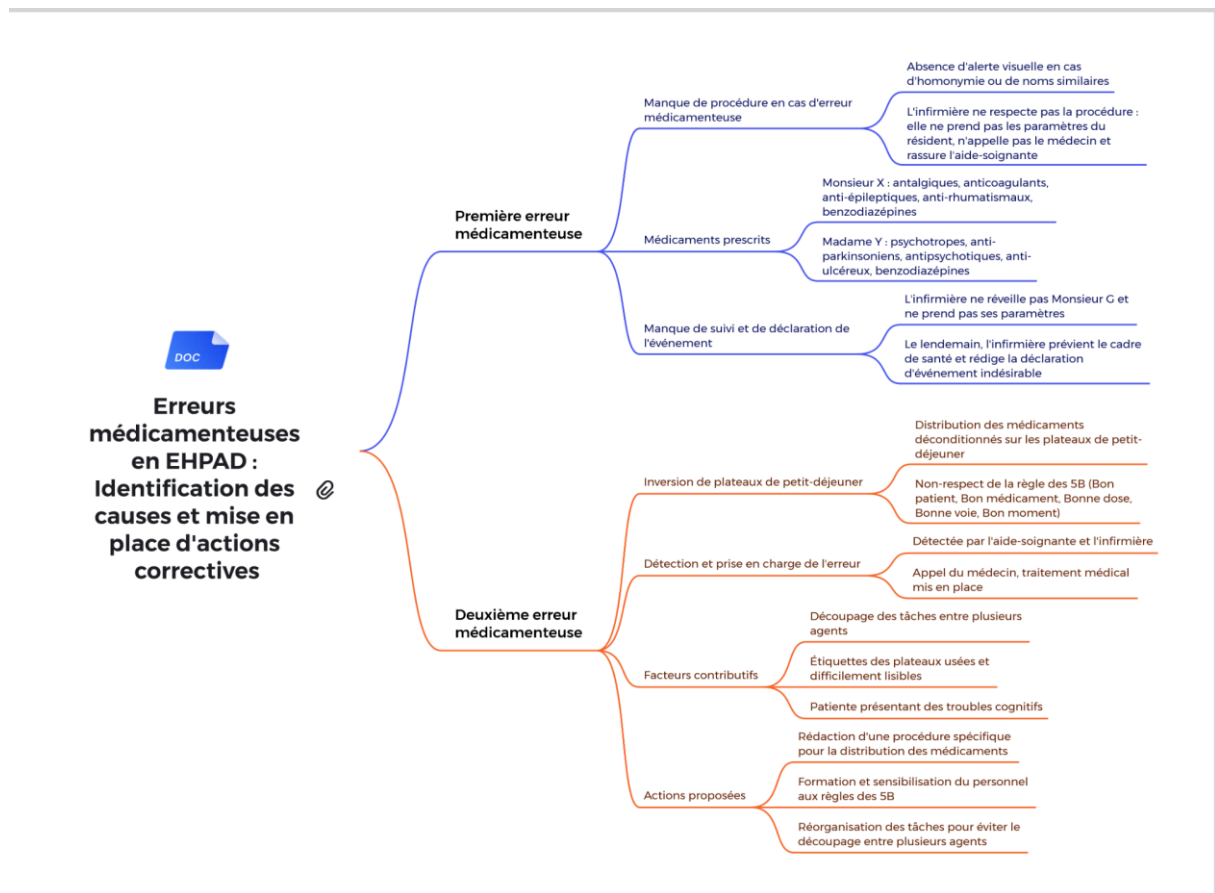 DOC
Erreurs
médicamenteuses
en EHPAD :
Identification des
causes et mise en
place d'actions
correctives
Première erreur
médicamenteuse
Manque de procédure en cas d'erreur
médicamenteuse
Absence d'alerte visuelle en cas
d'homonymie ou de noms similaires
L'infirmière ne respecte pas la procédure :
elle ne prend pas les paramètres du
résident, n'appelle pas le médecin et
rassure l'aide-soignante
Médicaments prescrits
Monsieur X : antalgiques, anticoagulants,
anti-épileptiques, anti-rhumatismaux,
benzodiazépines
Madame Y : psychotropes, anti-
parkinsoniens, antipsychotiques, anti-
ulcéreux, benzodiazépines
Manque de suivi et de déclaration de
l'événement
L'infirmière ne réveille pas Monsieur G et
ne prend pas ses paramètres
Le lendemain, l'infirmière prévient le cadre
de santé et rédige la déclaration
d'événement indésirable
Deuxième erreur
médicamenteuse
Inversion de plateaux de petit-déjeuner
Distribution des médicaments
déconditionnés sur les plateaux de petit-
déjeuner
Non-respect de la règle des 5B (Bon
patient, Bon médicament, Bonne dose,
Bonne voie, Bon moment)
Détection et prise en charge de l'erreur
Détectée par l'aide-soignante et l'infirmière
Appel du médecin, traitement médical
mis en place
Facteurs contributifs
Découpage des tâches entre plusieurs
agents
Étiquettes des plateaux usées et
difficilement lisibles
Patiente présentant des troubles cognitifs
Actions proposées
Rédaction d'une procédure spécifique
pour la distribution des médicaments
Formation et sensibilisation du personnel
aux règles des 5B
Réorganisation des tâches pour éviter le
découpage entre plusieurs agents